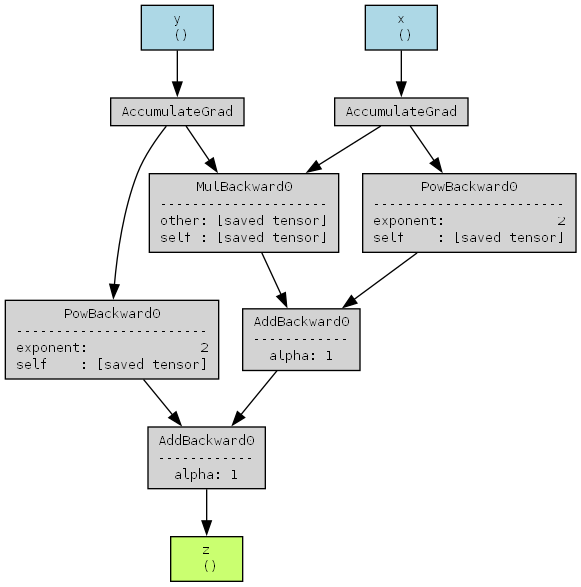 y
()
x
()
AccumulateGrad
AccumulateGrad
MulBackward0
---------------------
other: [saved tensor]
self : [saved tensor]
PowBackward0
------------------------
exponent:              2
self    : [saved tensor]
PowBackward0
------------------------
exponent:              2
self    : [saved tensor]
AddBackward0
------------
alpha: 1
AddBackward0
------------
alpha: 1
z
()